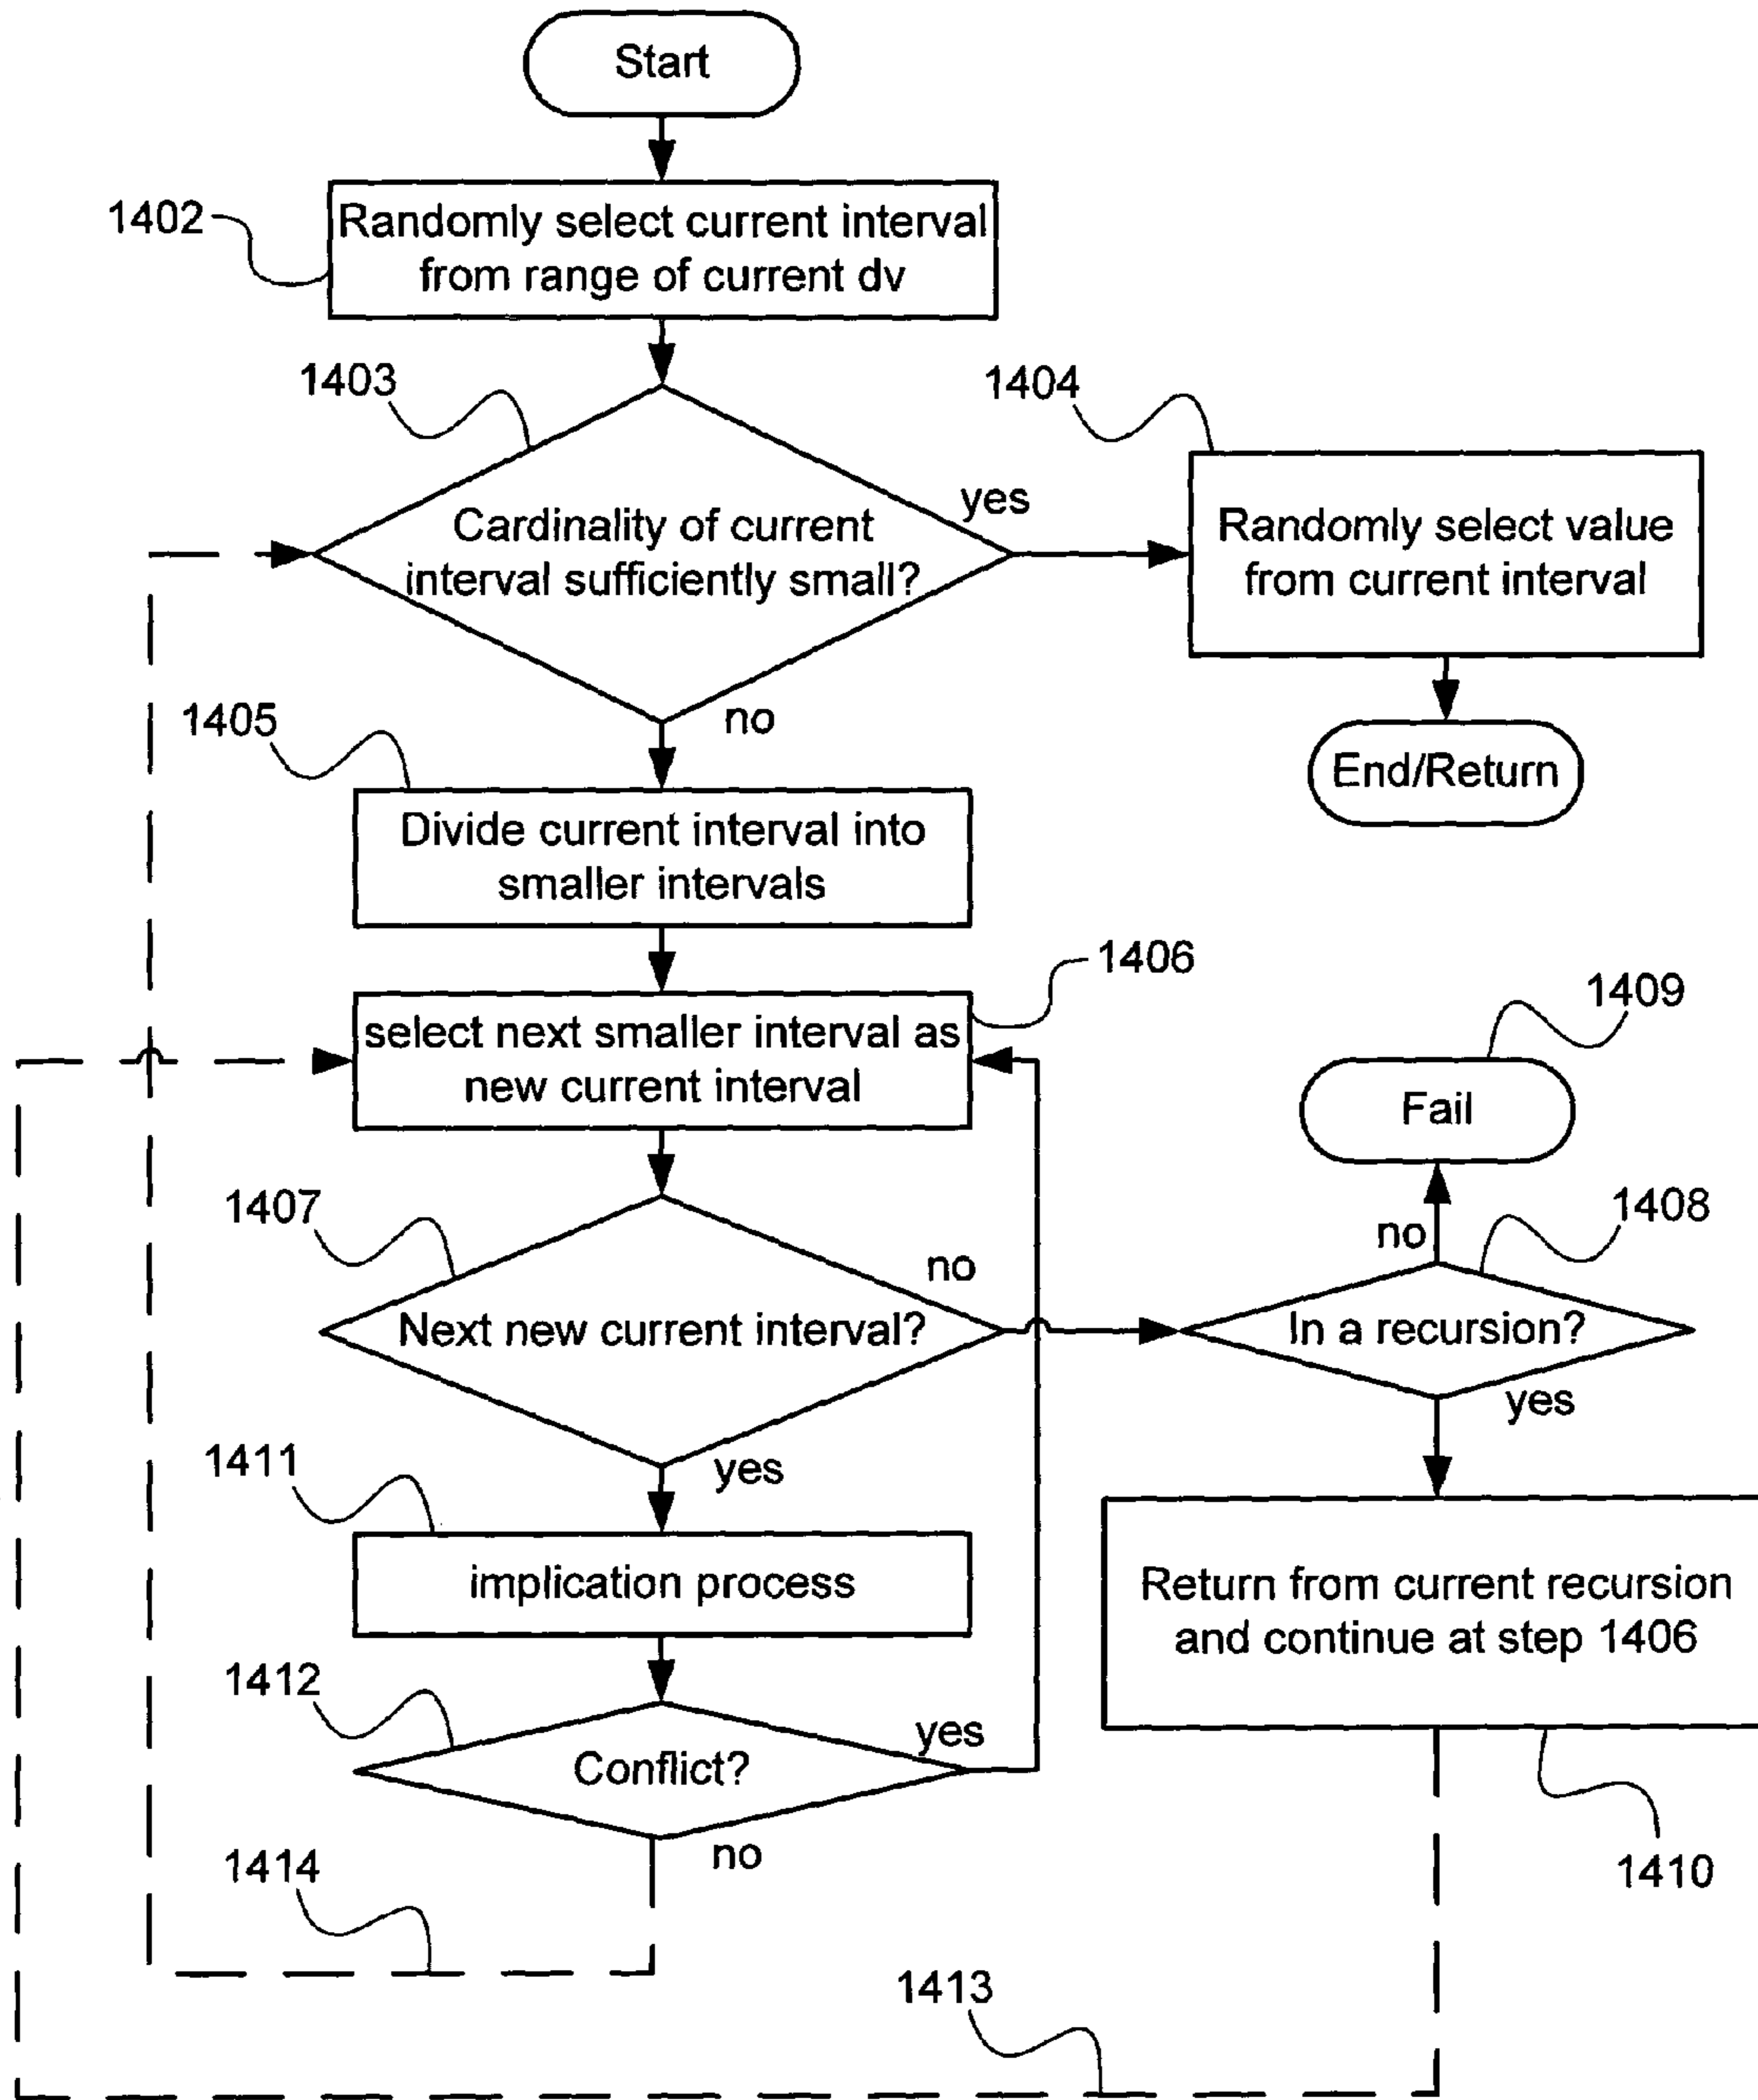 Start
1402
Randomly select current interval
from range of current dv
1403
1404
Cardinality of current
interval sufficiently small?
yes
Randomly select value
from current interval
no
End/Return
1405
Divide current interval into
smaller intervals
1406
select next smaller interval as
new current interval
1409
Fail
1407
no
no
1408
Next new current interval?
In a recursion?
yes
yes
1411
implication process
Return from current recursion
and continue at step 1406
1412
yes
Conflict?
no
1414
1410
1413